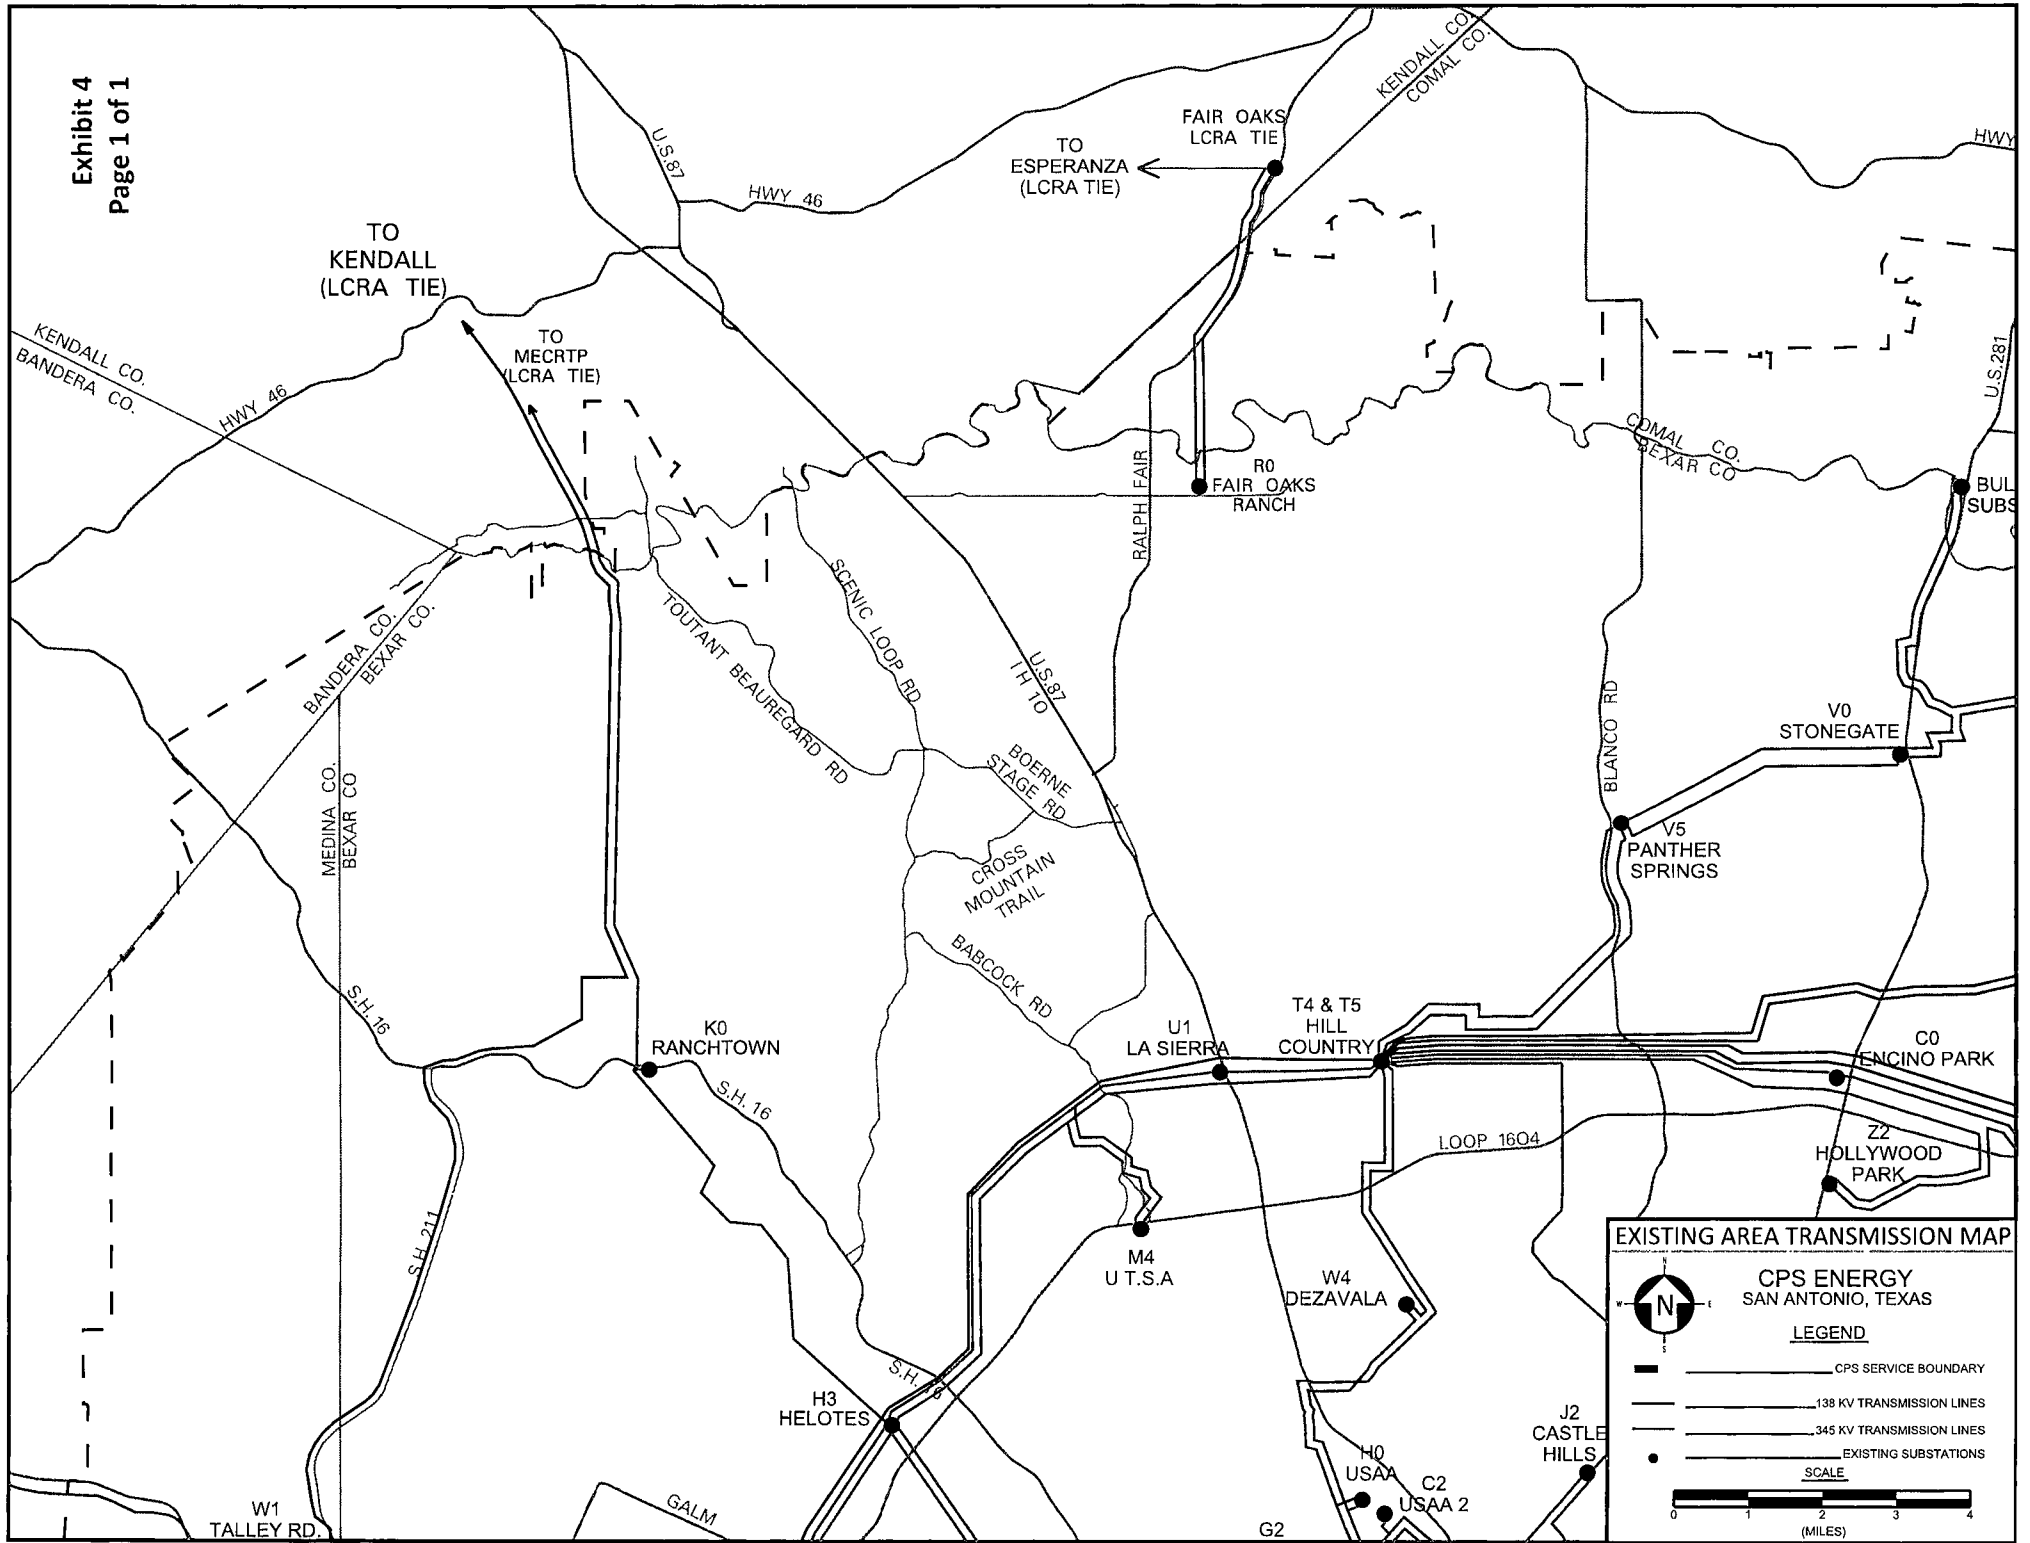 Exhibit 4
Page 1 of 1
KENDALL CO.
COMAL CO.
FAIR OAKS
LCRA TIE
TO
ESPERANZA
(LCRA TIE)
U.S.87
HWY 46
HWY
TO
KENDALL
(LCRA TIE)
TO
MECRTP
(LCRA TIE)
KENDALL CO.
BANDERA CO.
HWY 46
U.S.281
COMAL CO.
BEXAR CO
R0
FAIR OAKS
RANCH
RALPH FAIR
BUL
SUBS
SCENIC LOOP RD
TOUTANT BEAUREGARD RD
BANDERA CO.
BEXAR CO.
U.S.87
I H 10
BLANCO RD
V0
STONEGATE
MEDINA CO.
BEXAR CO
BOERNE
STAGE RD
V5
PANTHER
SPRINGS
CROSS
MOUNTAIN
TRAIL
BABCOCK RD
S.H. 16
K0
RANCHTOWN
U1
LA SIERRA
T4 & T5
HILL
COUNTRY
C0
ENCINO PARK
S.H. 16
LOOP 1604
Z2
HOLLYWOOD
PARK
S.H. 211
M4
U T.S.A
W4
DEZAVALA
S.H. 16
H3
HELOTES
J2
CASTLE
HILLS
H0
USAA
C2
USAA 2
GALM
W1
TALLEY RD.
G2
EXISTING AREA TRANSMISSION MAP
N
W
N
E
S
CPS ENERGY
SAN ANTONIO, TEXAS
LEGEND
CPS SERVICE BOUNDARY
138 KV TRANSMISSION LINES
345 KV TRANSMISSION LINES
EXISTING SUBSTATIONS
SCALE
0 1 2 3 4
(MILES)